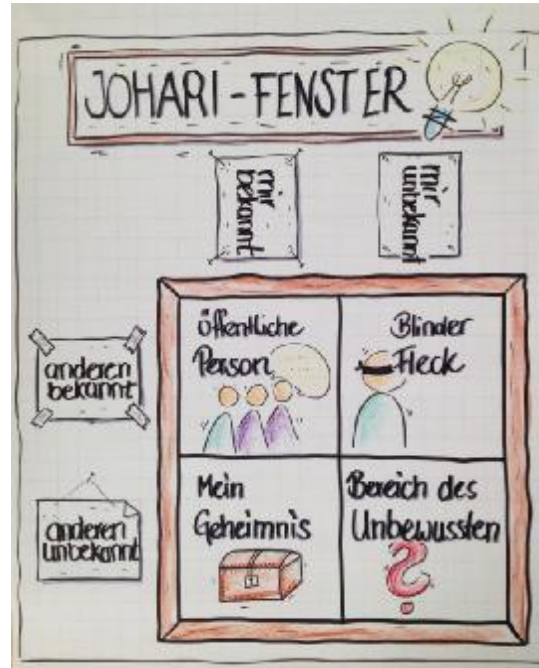 JOHARI-FENSTER
mir
bekannt
mir
unbekannt
anderen
bekannt
öffentliche
Person
Blinder
Fleck
anderen
unbekannt
Mein
Geheimnis
Bereich des
Unbewussten